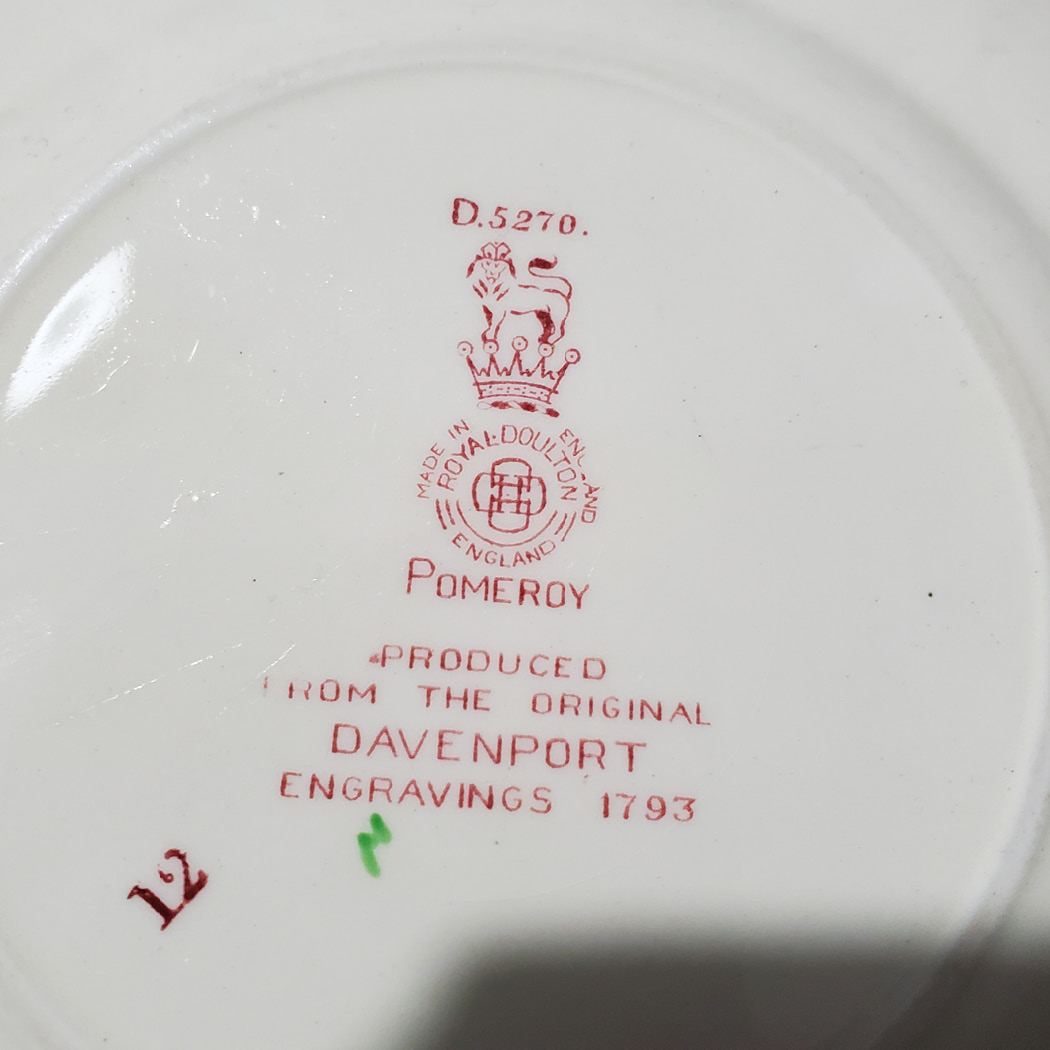 D.5270.
MADE IN ENGLAND
ROYAL·DOULTON
ENGLAND
POMEROY
PRODUCED
FROM THE ORIGINAL
DAVENPORT
ENGRAVINGS 1793
12